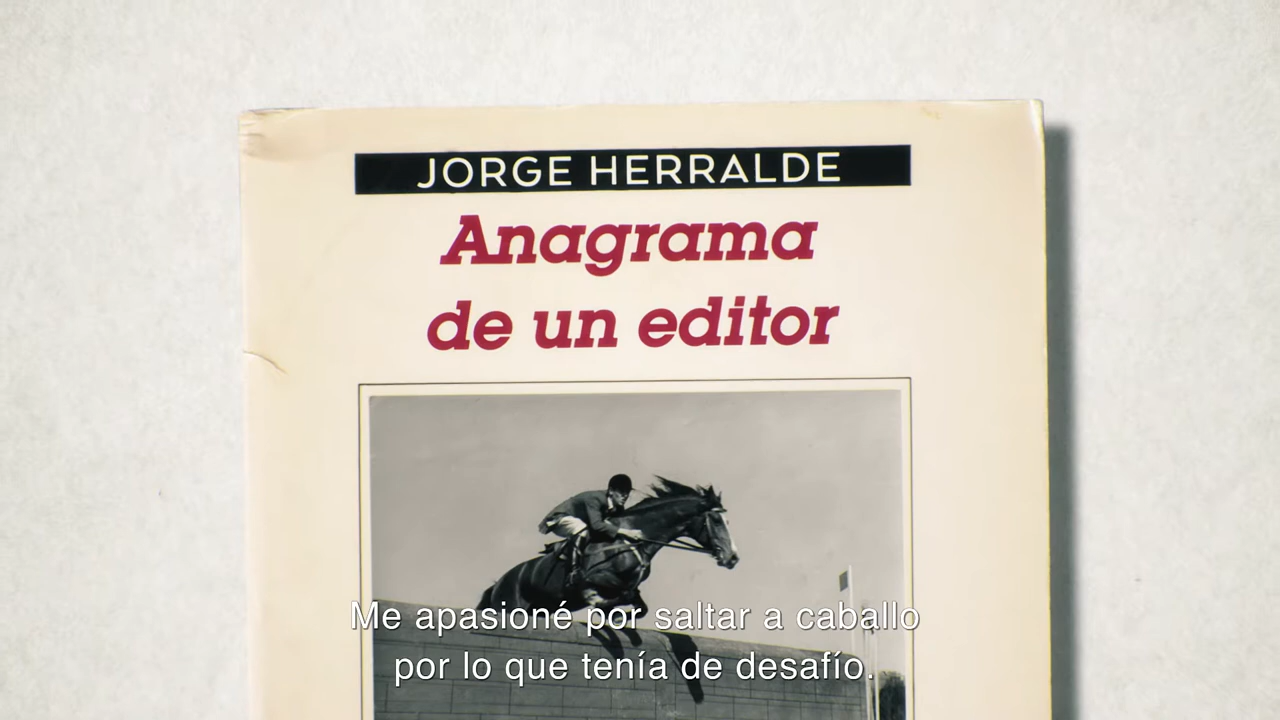 JORGE HERRALDE
Anagrama
de un editor
Me apasioné por saltar a caballo
por lo que tenía de desafío.